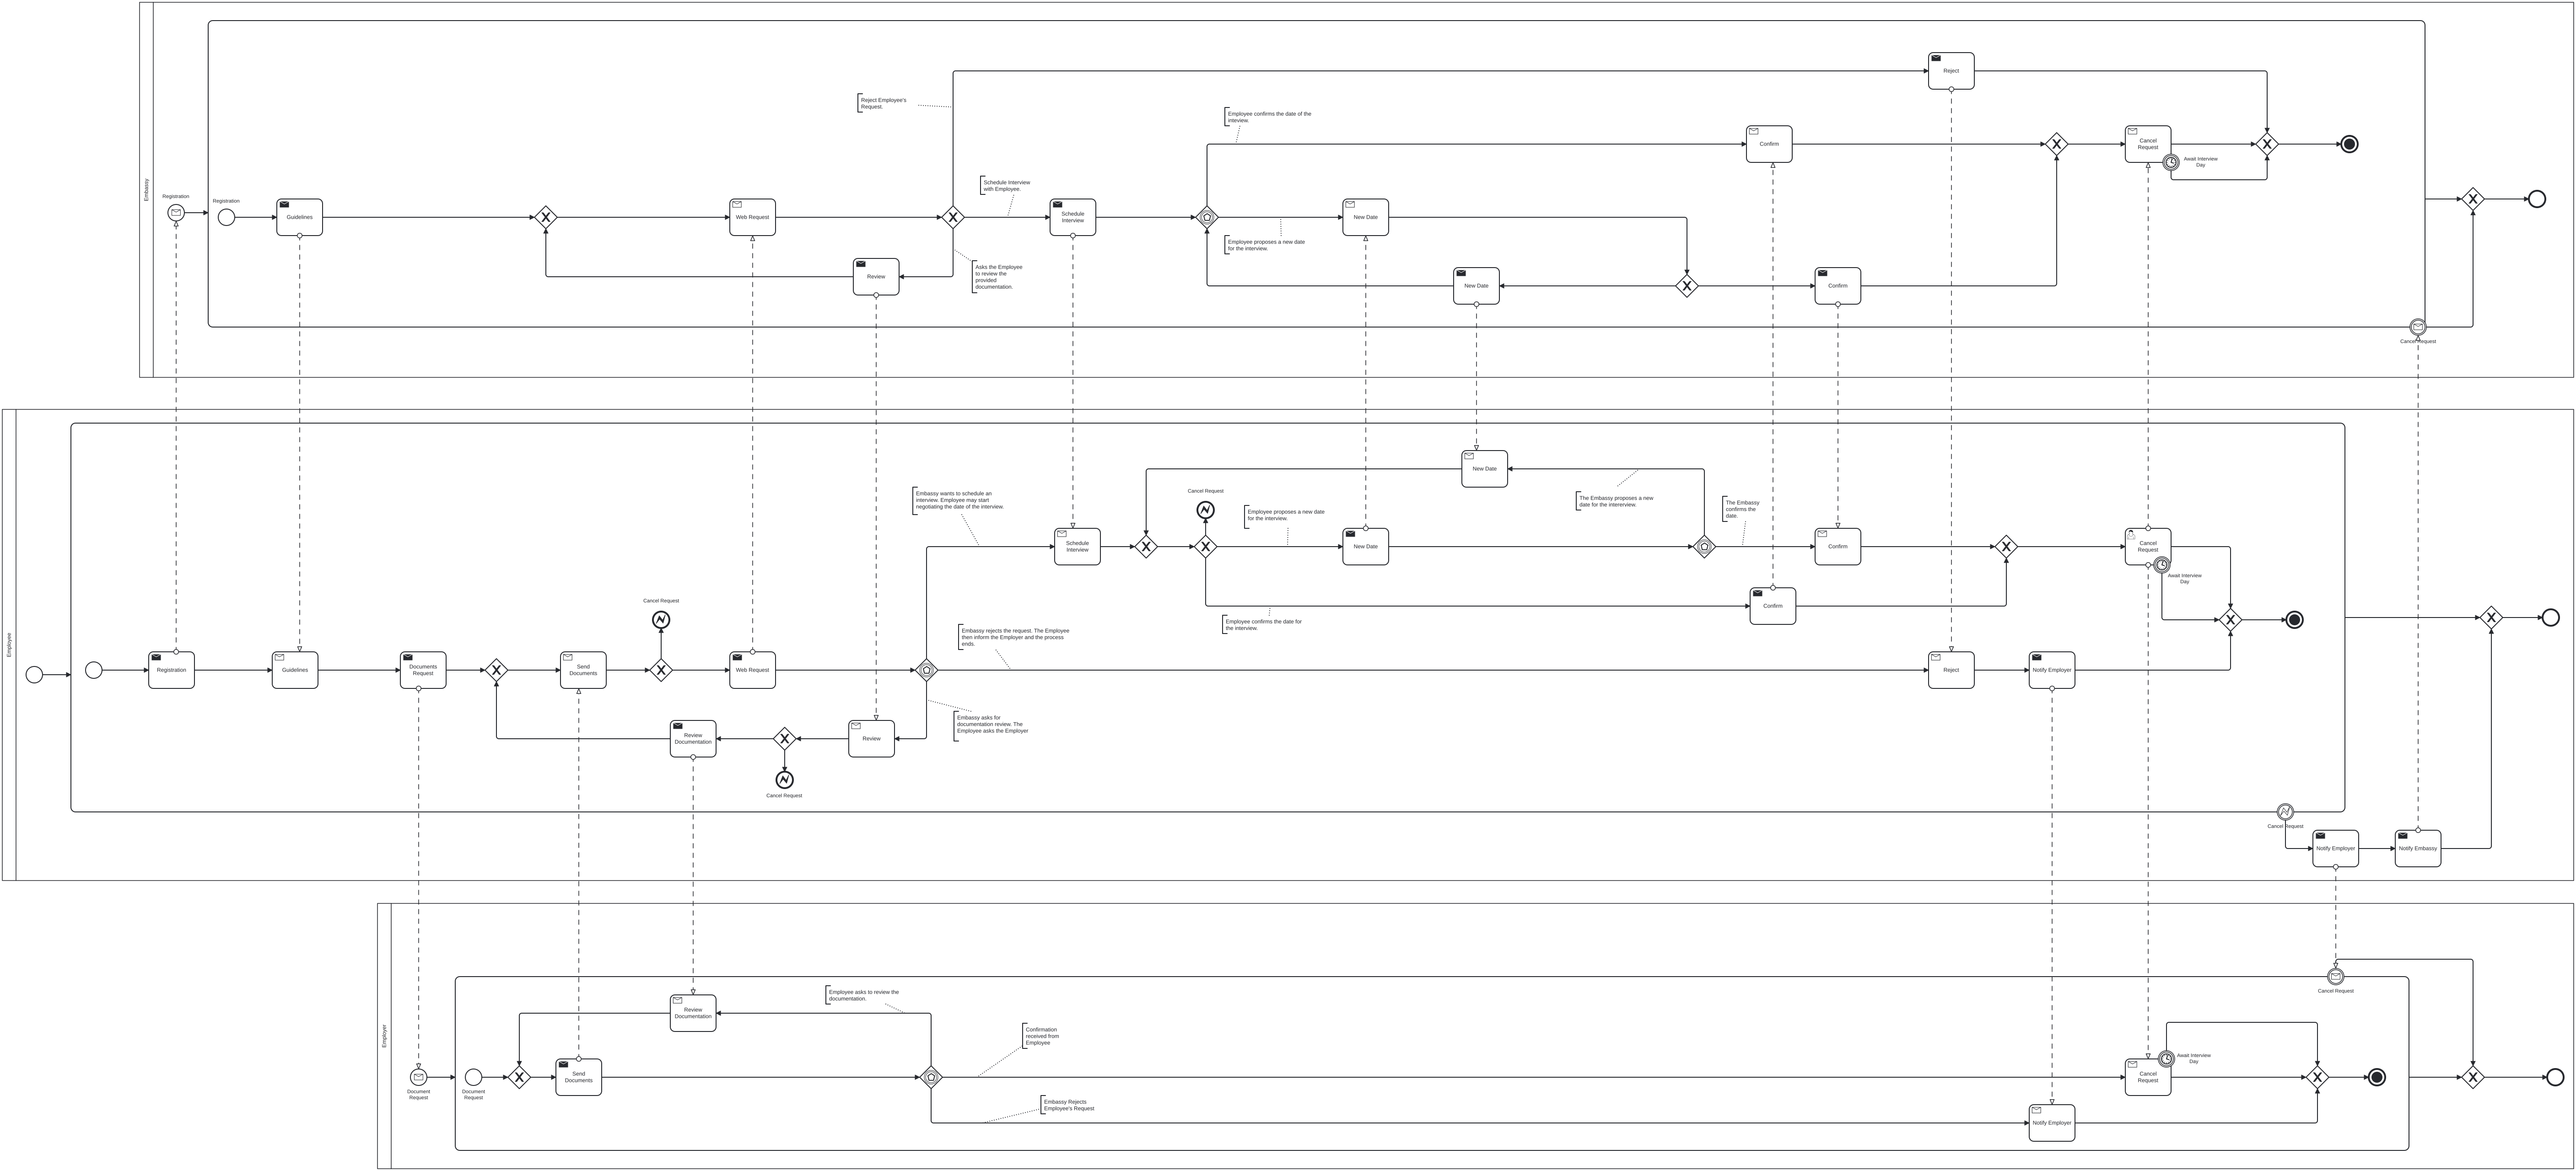 Embassy
Reject
Reject Employee's
Request.
Employee confirms the date of the
inteview.
Confirm
Cancel
Request
Await Interview
Day
Schedule Interview
with Employee.
Registration
Registration
Guidelines
Web Request
Schedule
Interview
New Date
Employee proposes a new date
for the interview.
Asks the Employee
to review the
provided
documentation.
Review
New Date
Confirm
Cancel Request
Employee
New Date
Embassy wants to schedule an
interview. Employee may start
negotiating the date of the interview.
Cancel Request
Employee proposes a new date
for the interview.
The Embassy proposes a new
date for the intererview.
The Embassy
confirms the
date.
Schedule
Interview
New Date
Confirm
Cancel
Request
Await Interview
Day
Cancel Request
Confirm
Employee confirms the date for
the interview.
Embassy rejects the request. The Employee
then inform the Employer and the process
ends.
Registration
Guidelines
Documents
Request
Send
Documents
Web Request
Reject
Notify Employer
Embassy asks for
documentation review. The
Employee asks the Employer
Review
Documentation
Review
Cancel Request
Cancel Request
Notify Employer
Notify Embassy
Employer
Cancel Request
Employee asks to review the
documentation.
Review
Documentation
Confirmation
received from
Employee
Await Interview
Day
Document
Request
Document
Request
Send
Documents
Cancel
Request
Embassy Rejects
Employee's Request
Notify Employer